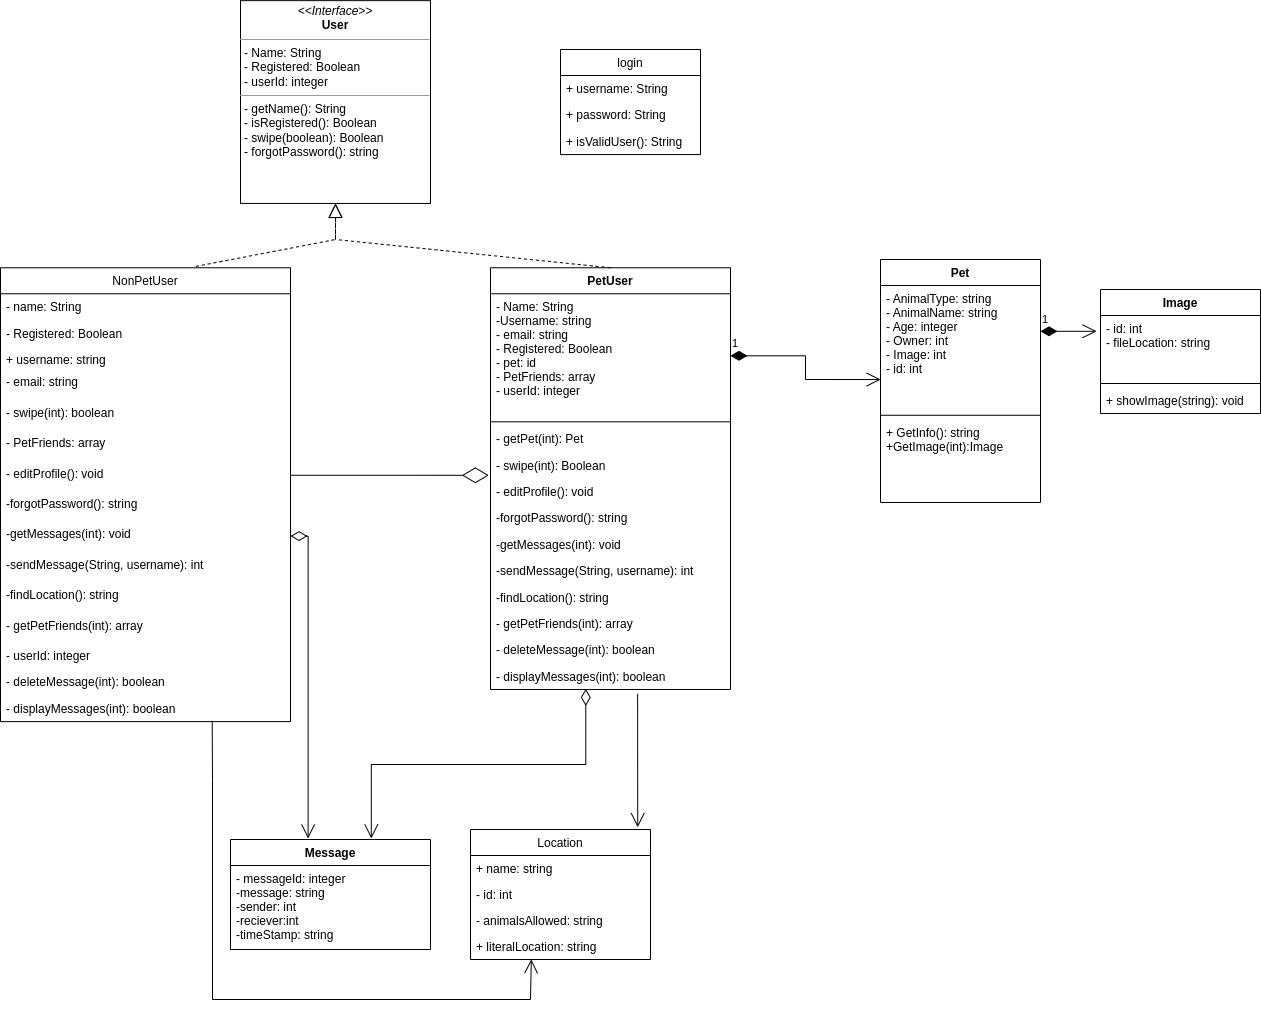 <<Interface>>
User
- Name: String
- Registered: Boolean
- userId: integer
- getName(): String
- isRegistered(): Boolean
- swipe(boolean): Boolean
- forgotPassword(): string
login
+ username: String
+ password: String
+ isValidUser(): String
NonPetUser
- name: String
- Registered: Boolean
+ username: string
- email: string
- swipe(int): boolean
- PetFriends: array
- editProfile(): void
-forgotPassword(): string
-getMessages(int): void
-sendMessage(String, username): int
-findLocation(): string
- getPetFriends(int): array
- userId: integer
- deleteMessage(int): boolean
- displayMessages(int): boolean
PetUser
- Name: String
-Username: string
- email: string
- Registered: Boolean
- pet: id
- PetFriends: array
- userId: integer
- getPet(int): Pet
- swipe(int): Boolean
- editProfile(): void
-forgotPassword(): string
-getMessages(int): void
-sendMessage(String, username): int
-findLocation(): string
- getPetFriends(int): array
- deleteMessage(int): boolean
- displayMessages(int): boolean
1
Pet
- AnimalType: string
- AnimalName: string
- Age: integer
- Owner: int
- Image: int
- id: int
+ GetInfo(): string
+GetImage(int):Image
1
Image
- id: int
- fileLocation: string
+ showImage(string): void
Message
- messageId: integer
-message: string
-sender: int
-reciever:int
-timeStamp: string
Location
+ name: string
- id: int
- animalsAllowed: string
+ literalLocation: string